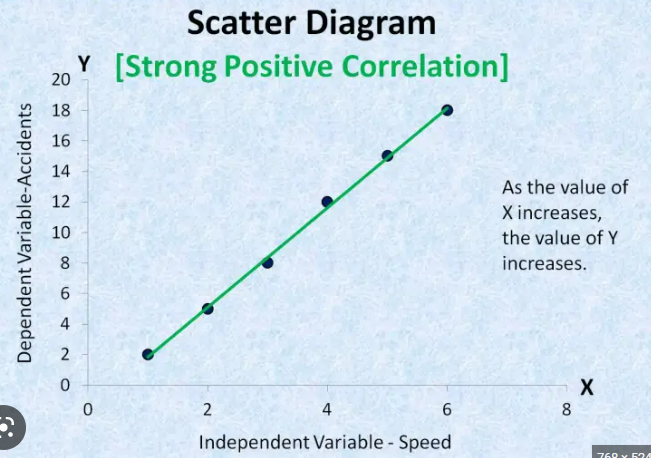 Scatter Diagram
Y [Strong Positive Correlation]
20
18
16
14
12
10
8
6
4
2
0
Dependent Variable-Accidents
As the value of
X increases,
the value of Y
increases.
X
0 2 4 6 8
Independent Variable - Speed